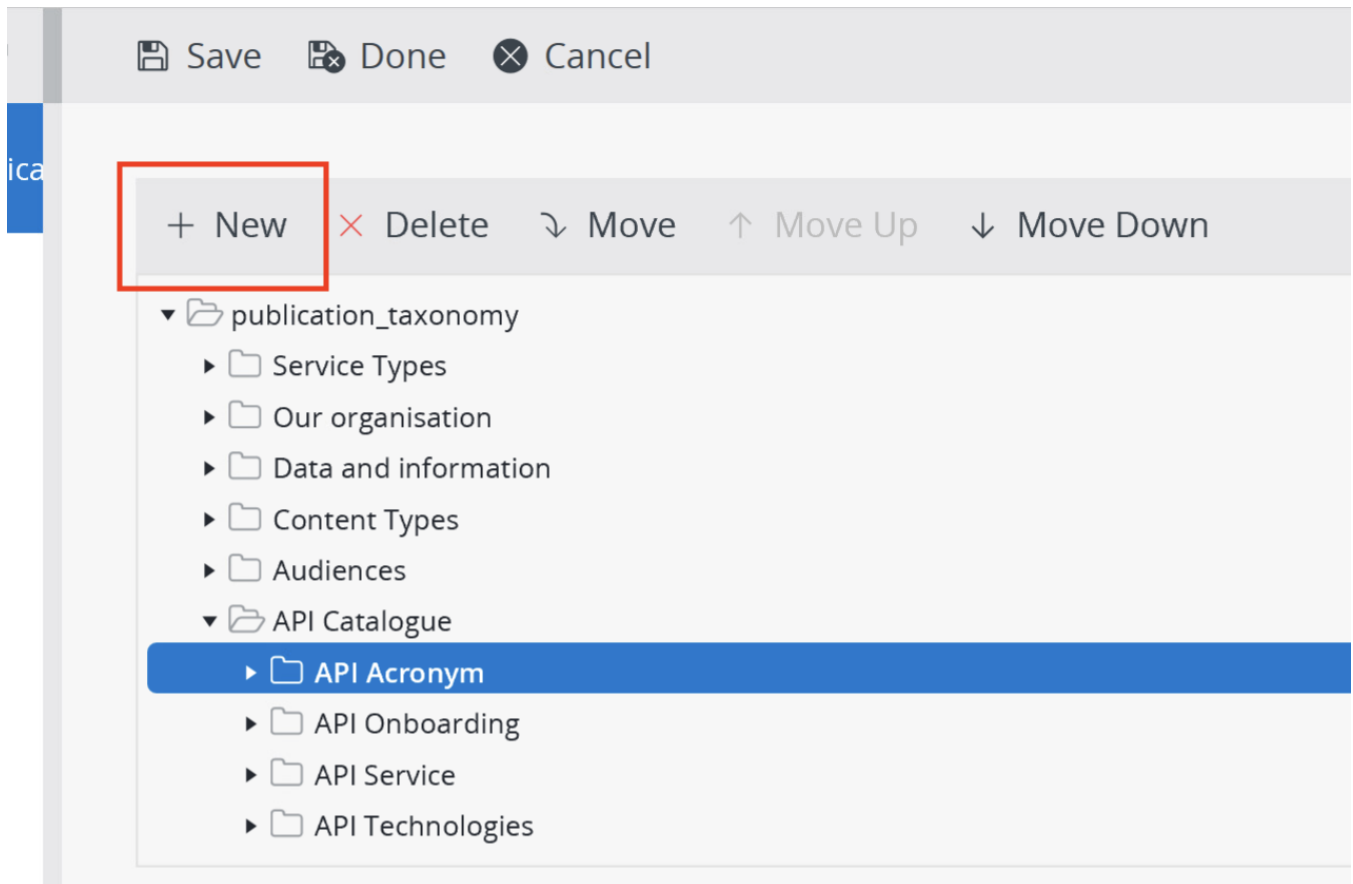 Save Done Cancel
ica
New Delete Move Move Up Move Down
publication_taxonomy
Service Types
Our organisation
Data and information
Content Types
Audiences
API Catalogue
API Acronym
API Onboarding
API Service
API Technologies